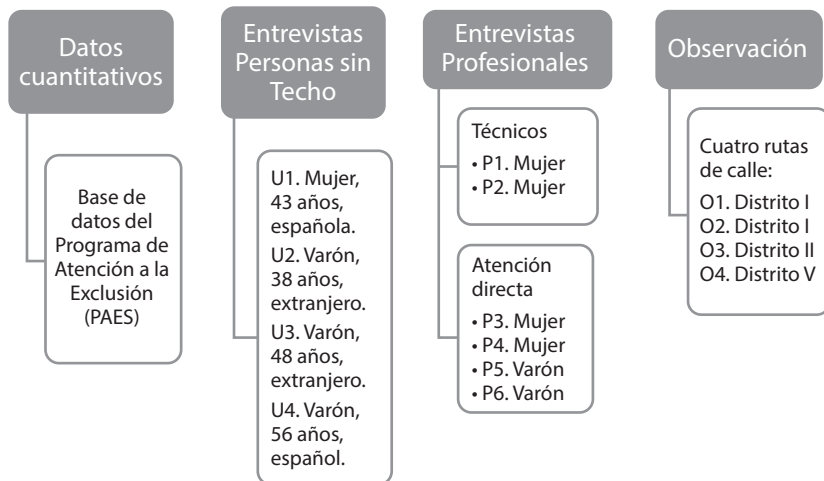 Datos
cuantitativos
Base de
datos del
Programa de
Atención a la
Exclusión
(PAES)
Entrevistas
Personas sin
Techo
U1. Mujer,
43 años,
española.
U2. Varón,
38 años,
extranjero.
U3. Varón,
48 años,
extranjero.
U4. Varón,
56 años,
español.
Entrevistas
Profesionales
Técnicos
• P1. Mujer
• P2. Mujer
Atención
directa
• P3. Mujer
• P4. Mujer
• P5. Varón
• P6. Varón
Observación
Cuatro rutas
de calle:
O1. Distrito I
O2. Distrito I
O3. Distrito II
O4. Distrito V